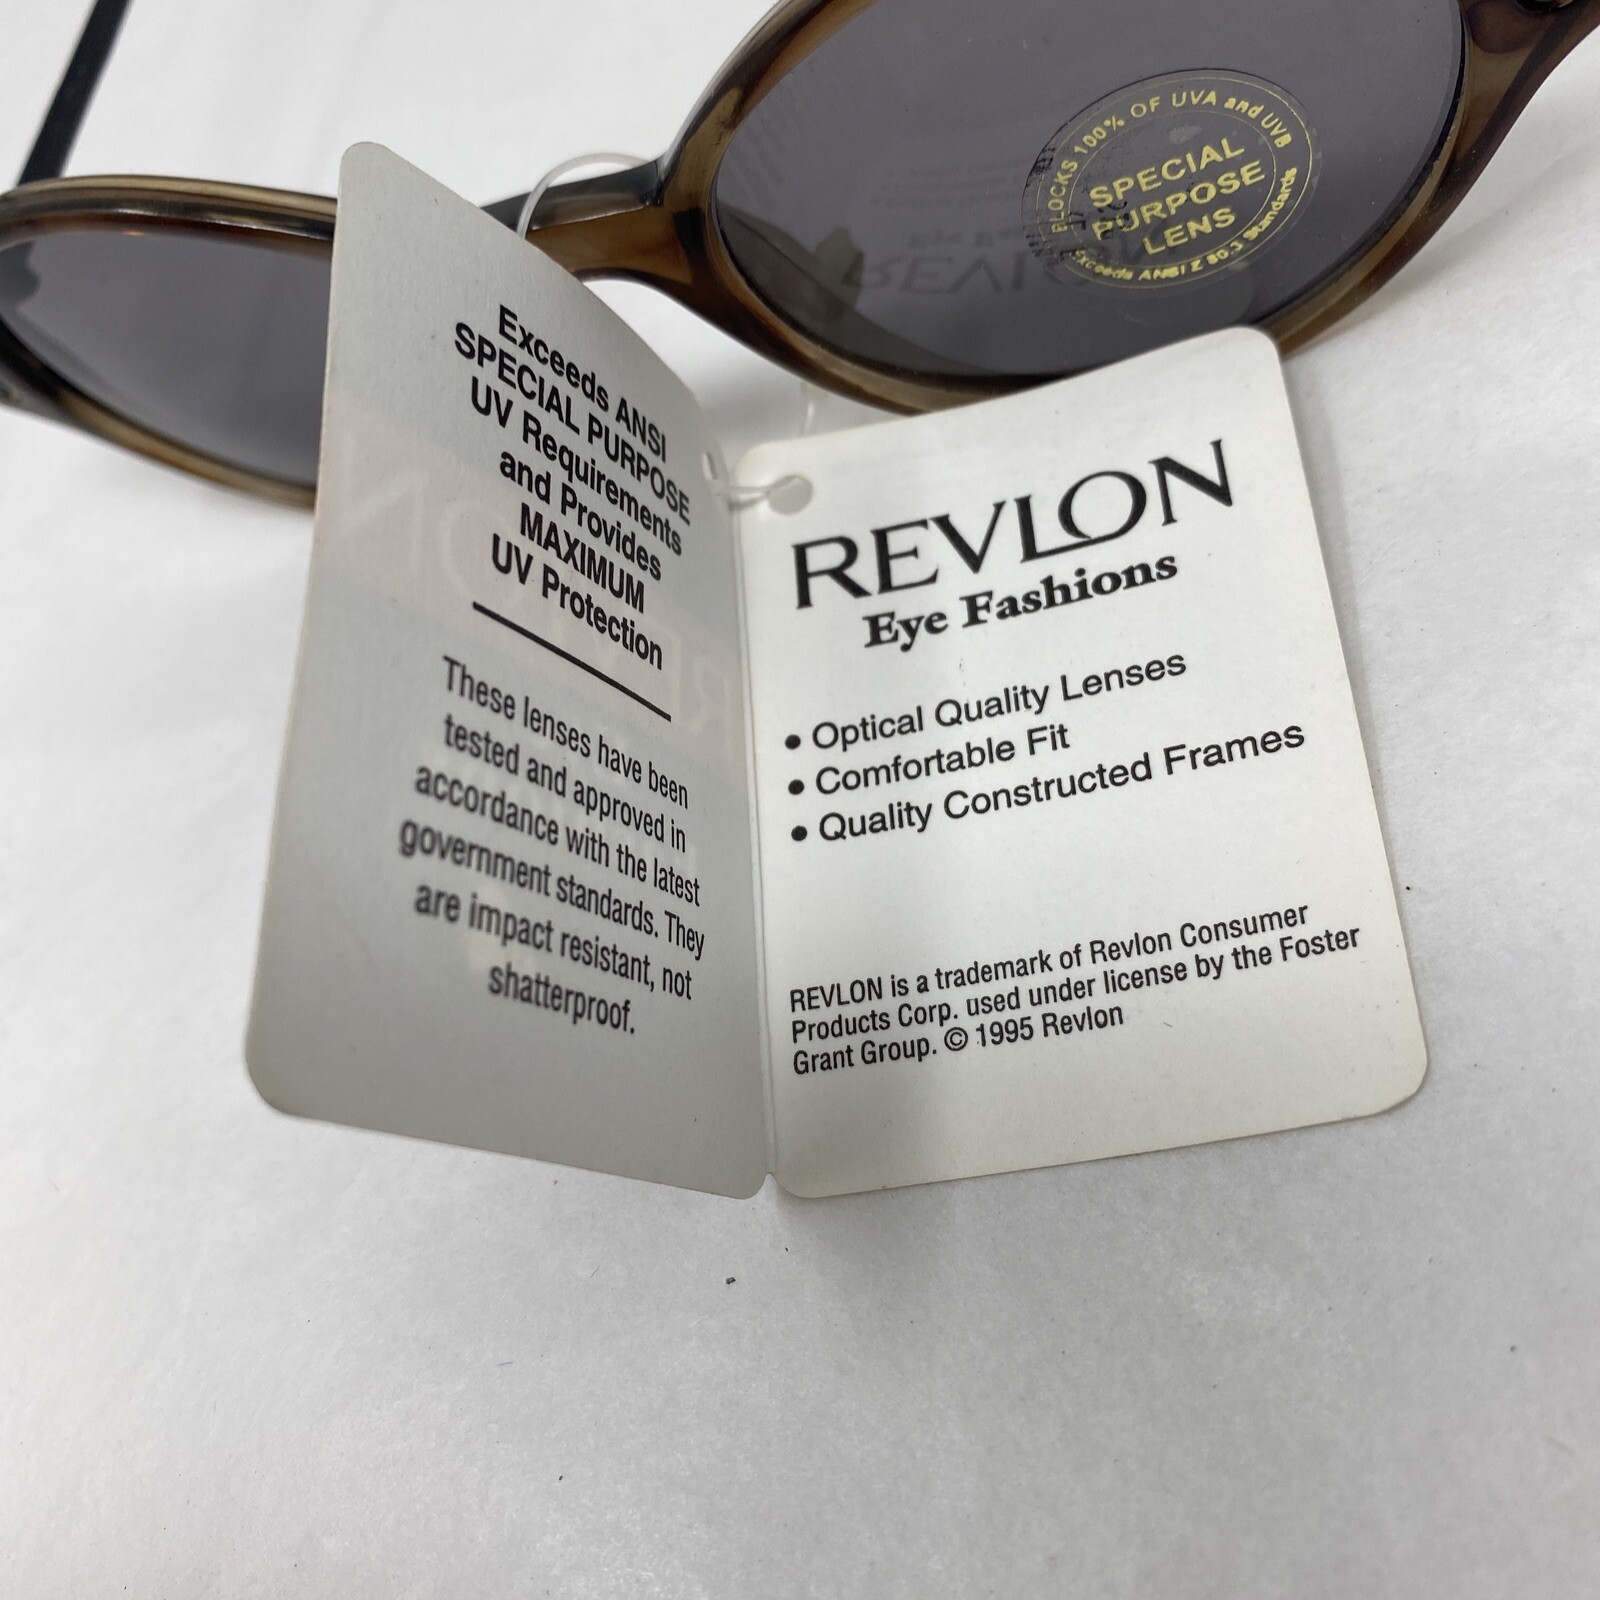 BLOCKS 100% OF UVA and UVB
SPECIAL
PURPOSE
LENS
Exceeds ANSI Z 80.3 Standards
Exceeds ANSI
SPECIAL PURPOSE
UV Requirements
and Provides
MAXIMUM
UV Protection
These lenses have been
tested and approved in
accordance with the latest
government standards. They
are impact resistant, not
shatterproof.
REVLON
Eye Fashions
• Optical Quality Lenses
• Comfortable Fit
• Quality Constructed Frames
REVLON is a trademark of Revlon Consumer
Products Corp. used under license by the Foster
Grant Group. © 1995 Revlon